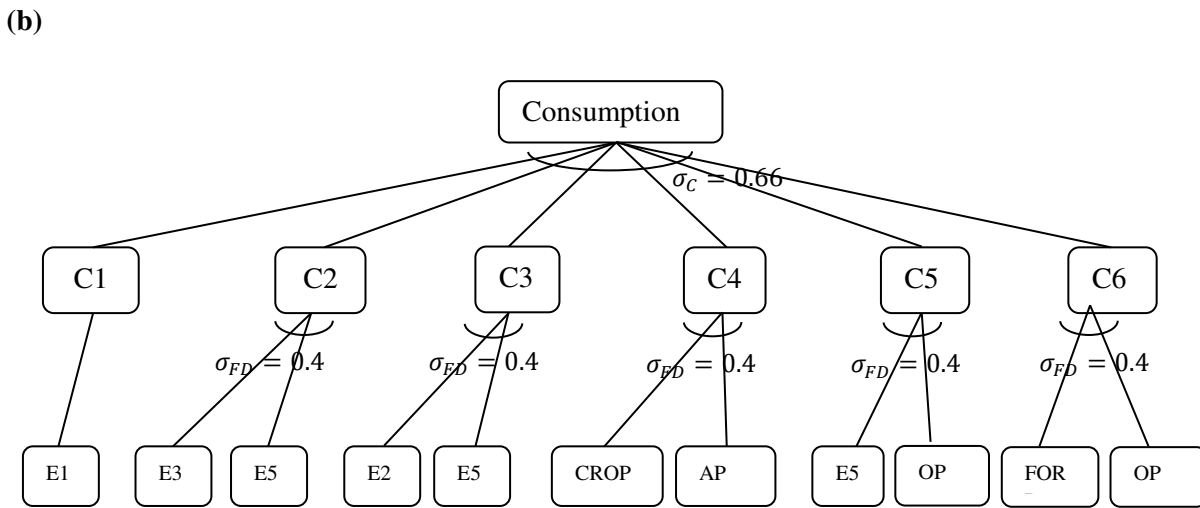 (b)
Consumption
σ_C = 0.66
C1 C2 C3 C4 C5 C6
σ_FD = 0.4 σ_FD = 0.4 σ_FD = 0.4 σ_FD = 0.4 σ_FD = 0.4
E1 E3 E5 E2 E5 CROP AP E5 OP FOR OP